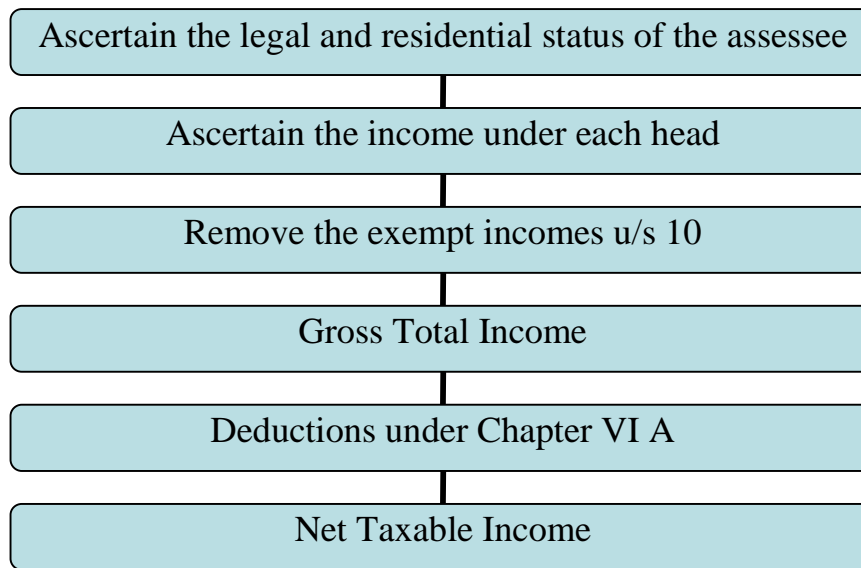 Ascertain the legal and residential status of the assessee
Ascertain the income under each head
Remove the exempt incomes u/s 10
Gross Total Income
Deductions under Chapter VI A
Net Taxable Income